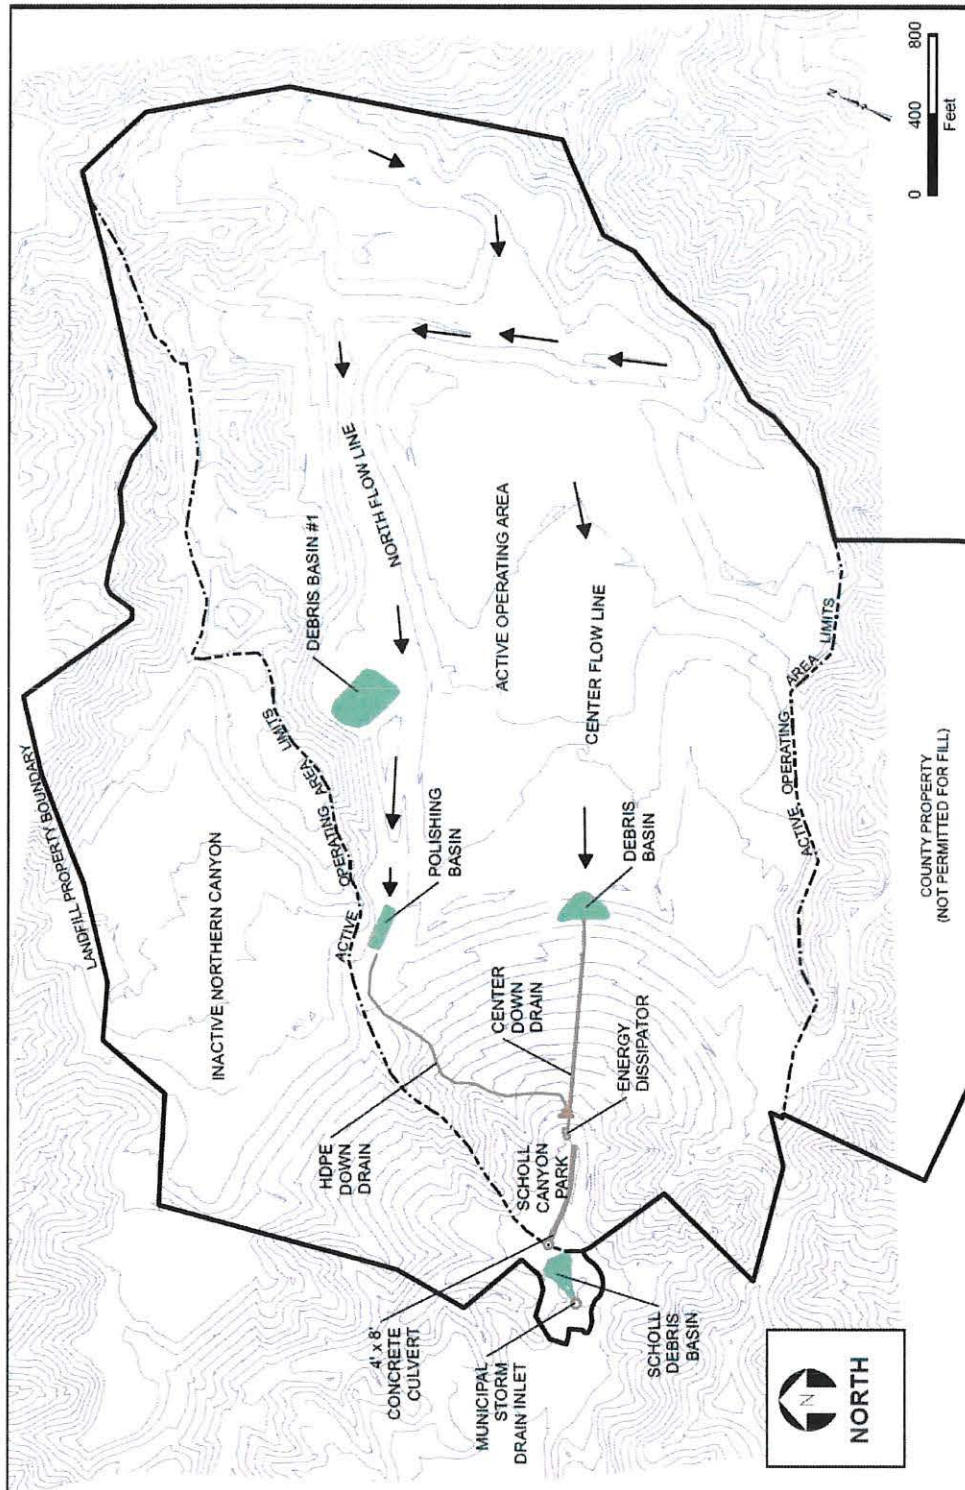 LANDFILL PROPERTY BOUNDARY
INACTIVE NORTHERN CANYON
ACTIVE OPERATING AREA LIMITS
DEBRIS BASIN #1
NORTH FLOW LINE
POLISHING
BASIN
ACTIVE OPERATING AREA
CENTER FLOW LINE
DEBRIS
BASIN
HDPE
DOWN
DRAIN
CENTER
DOWN
DRAIN
ENERGY
DISSIPATOR
SCHOLL
CANYON
PARK
4' x 8'
CONCRETE
CULVERT
MUNICIPAL
STORM
DRAIN INLET
SCHOLL
DEBRIS
BASIN
ACTIVE OPERATING AREA LIMITS
COUNTY PROPERTY
(NOT PERMITTED FOR FILL)
N
NORTH
N
0 400 800
Feet